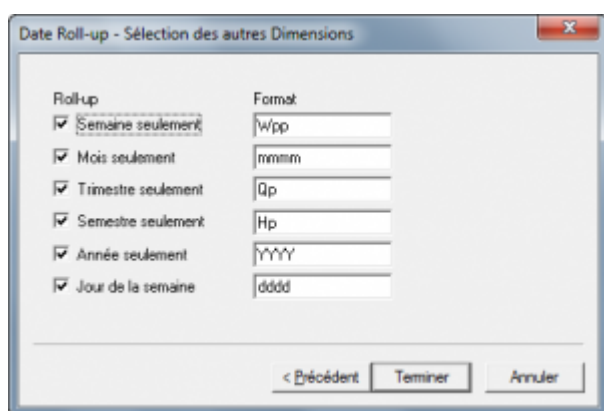 Date Roll-up - Sélection des autres Dimensions
Roll-up Format
Semaine seulement Wpp
Mois seulement mmmm
Trimestre seulement Qp
Semestre seulement Hp
Année seulement YYYY
Jour de la semaine dddd
< Précédent Terminer Annuler